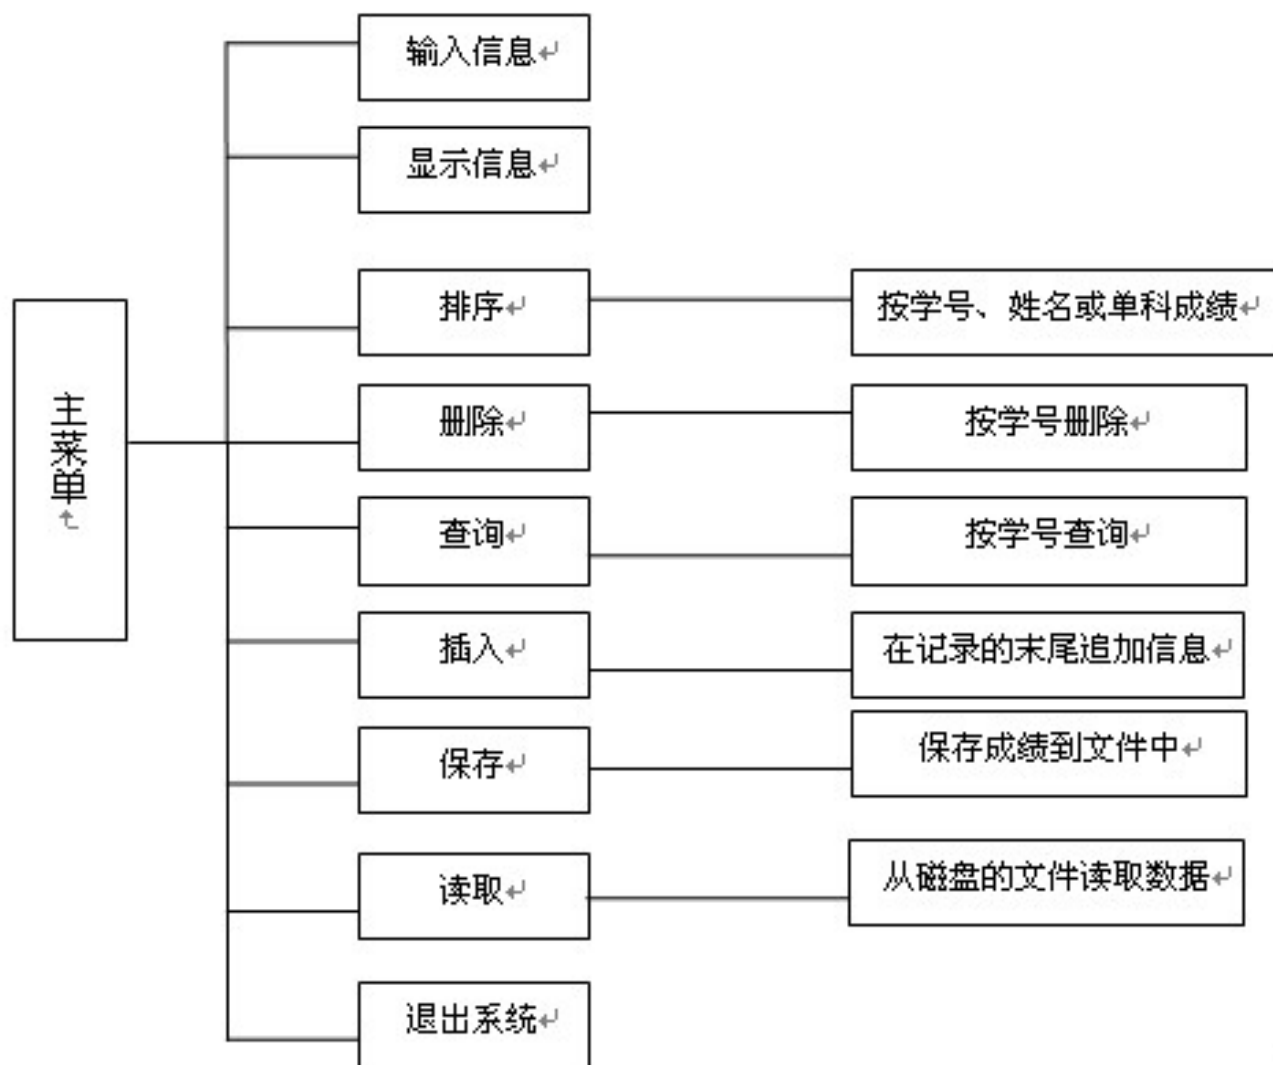 输入信息
显示信息
排序
按学号、姓名或单科成绩
主菜单
删除
按学号删除
查询
按学号查询
插入
在记录的末尾追加信息
保存
保存成绩到文件中
读取
从磁盘的文件读取数据
退出系统